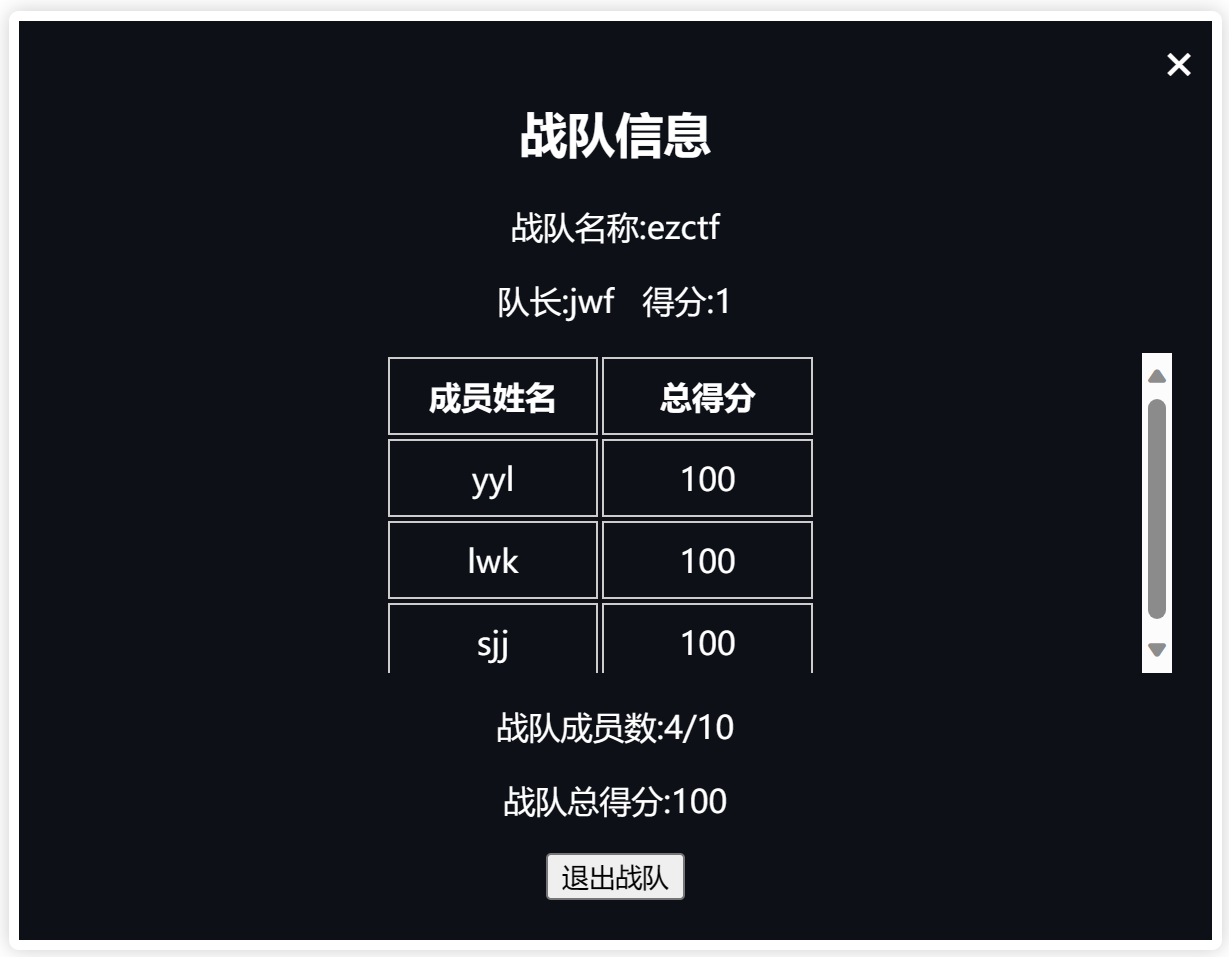 战队信息
战队名称:ezctf
队长:jwf 得分:1
成员姓名 总得分
yyl 100
lwk 100
sjj 100
战队成员数:4/10
战队总得分:100
退出战队